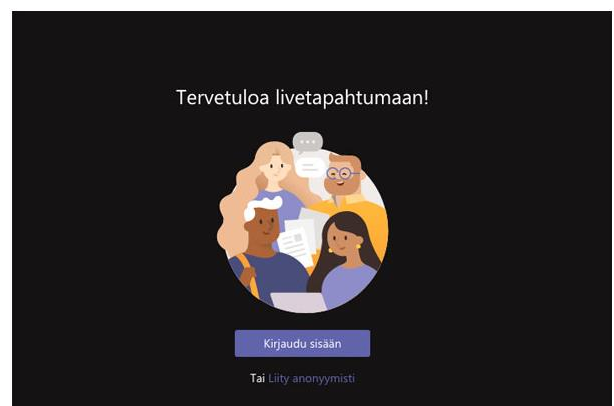 Tervetuloa livetapahtumaan!
Kirjaudu sisään
Tai Liity anonyymisti